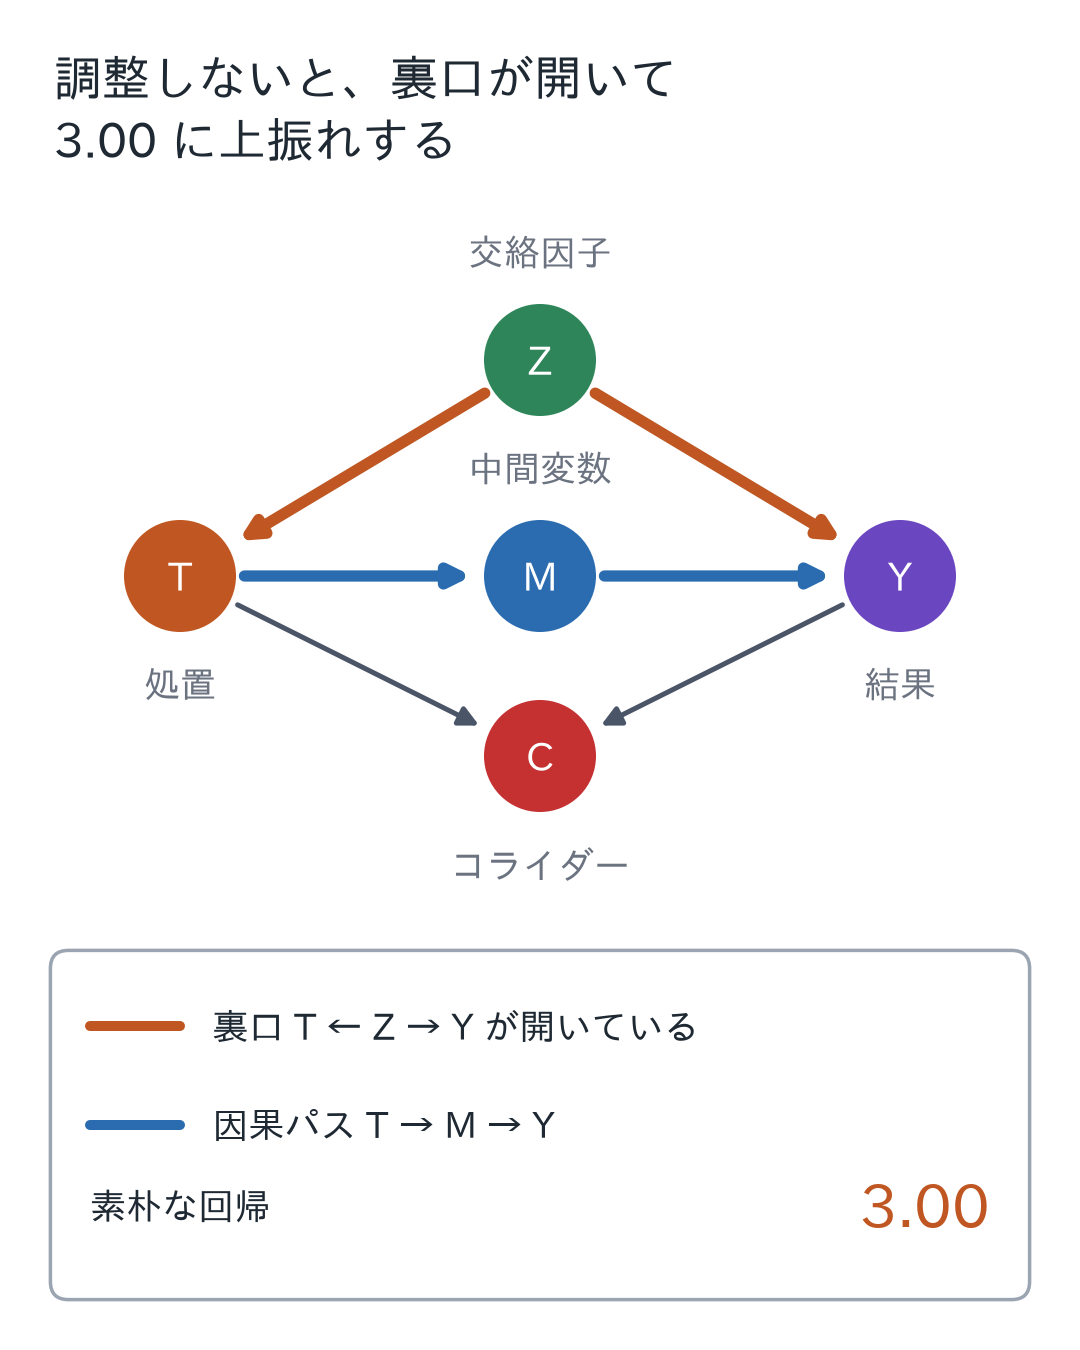 調整しないと、裏口が開いて
3.00 に上振れする
交絡因子
Z
中間変数
T
M
Y
処置
結果
C
コライダー
裏口 T ← Z → Y が開いている
因果パス T → M → Y
素朴な回帰
3.00